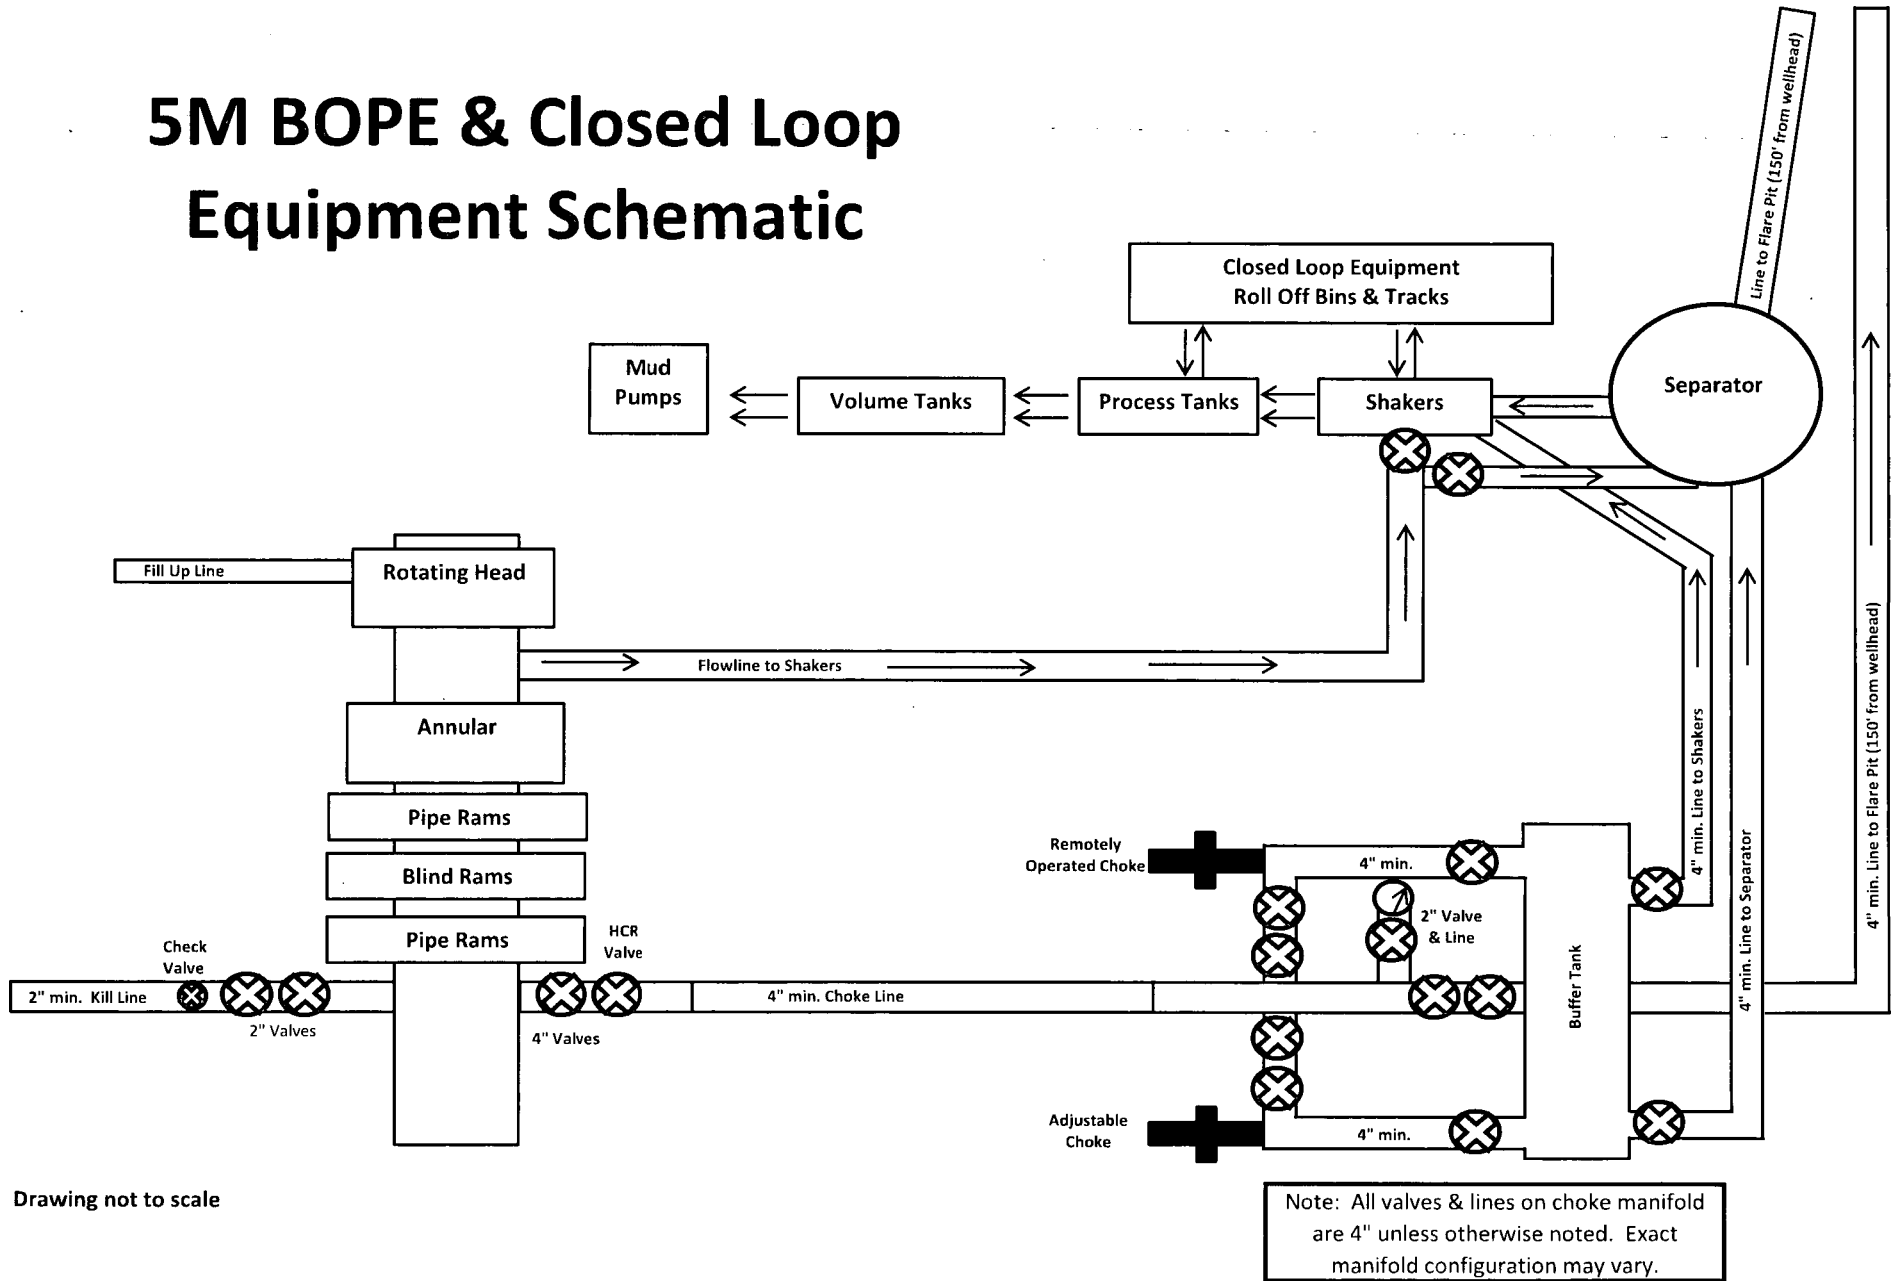 5M BOPE & Closed Loop
Equipment Schematic
Line to Flare Pit (150' from wellhead)
Closed Loop Equipment
Roll Off Bins & Tracks
Mud
Pumps
Volume Tanks
Process Tanks
Shakers
Separator
Fill Up Line
Rotating Head
Flowline to Shakers
Annular
Pipe Rams
Blind Rams
Pipe Rams
Check
Valve
HCR
Valve
2" min. Kill Line
2" Valves
4" Valves
4" min. Choke Line
Remotely
Operated Choke
4" min.
2" Valve
& Line
Buffer Tank
Adjustable
Choke
4" min.
4" min. Line to Shakers
4" min. Line to Separator
4" min. Line to Flare Pit (150' from wellhead)
Drawing not to scale
Note: All valves & lines on choke manifold
are 4" unless otherwise noted. Exact
manifold configuration may vary.